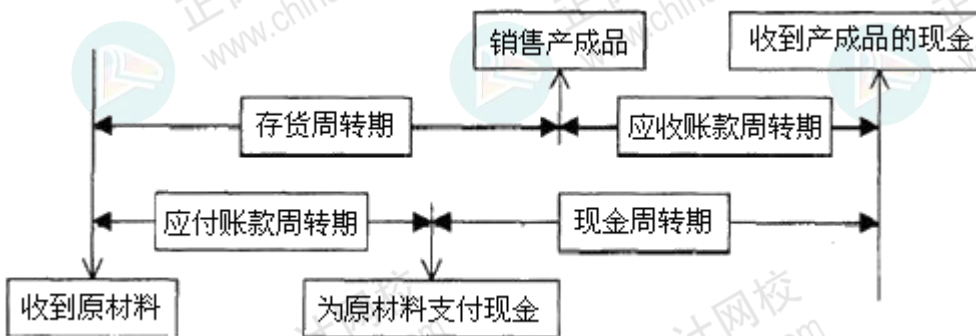 销售产成品
收到产成品的现金
存货周转期
应收账款周转期
应付账款周转期
现金周转期
收到原材料
为原材料支付现金